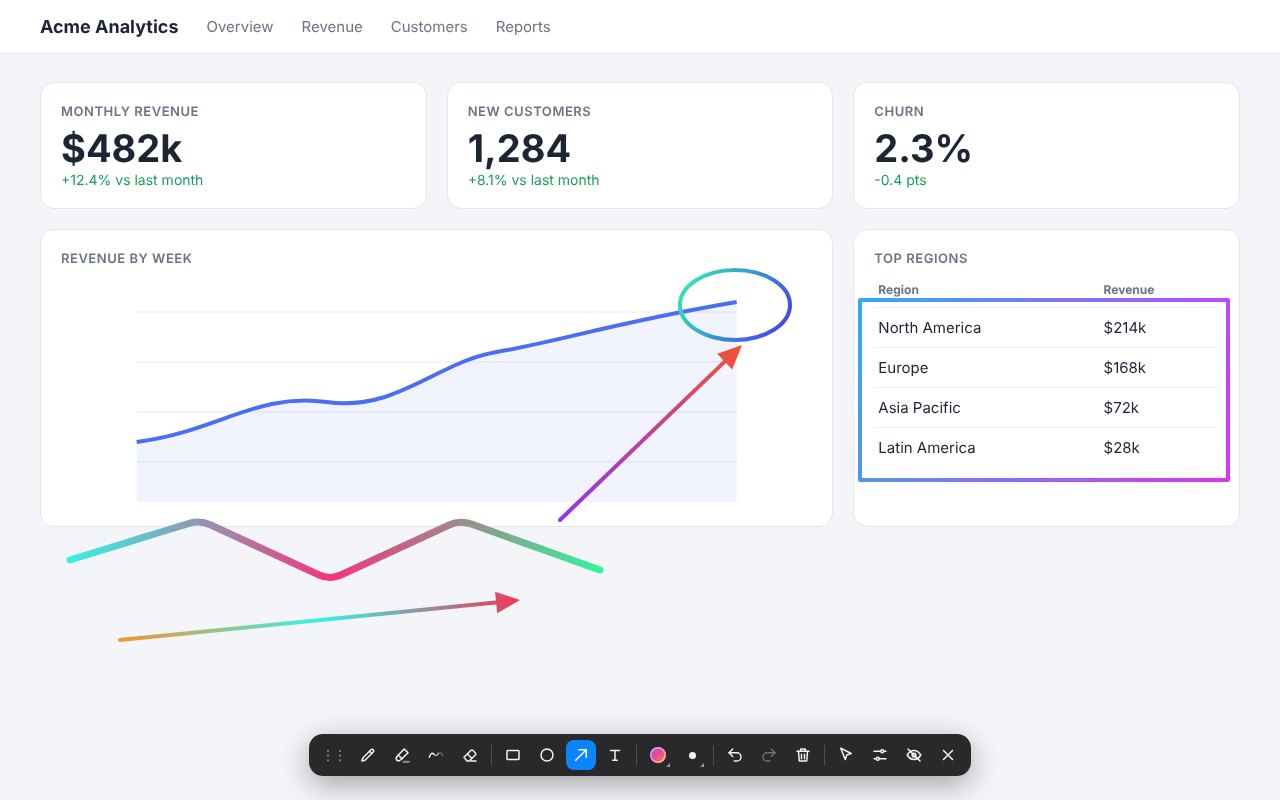 Acme Analytics Overview Revenue Customers Reports
MONTHLY REVENUE
$482k
+12.4% vs last month
NEW CUSTOMERS
1,284
+8.1% vs last month
CHURN
2.3%
-0.4 pts
REVENUE BY WEEK
TOP REGIONS
Region Revenue
North America $214k
Europe $168k
Asia Pacific $72k
Latin America $28k